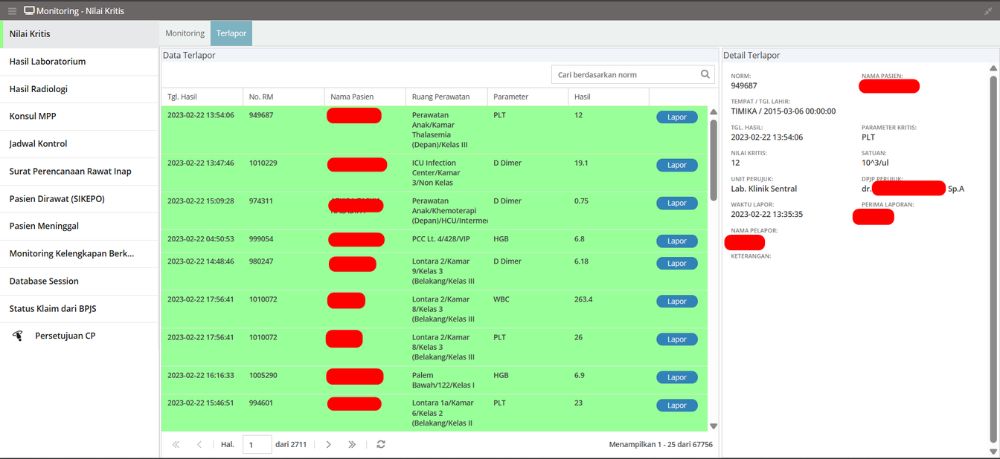 Monitoring - Nilai Kritis
Nilai Kritis
Hasil Laboratorium
Hasil Radiologi
Konsul MPP
Jadwal Kontrol
Surat Perencanaan Rawat Inap
Pasien Dirawat (SIKEPO)
Pasien Meninggal
Monitoring Kelengkapan Berk...
Database Session
Status Klaim dari BPJS
Persetujuan CP
Monitoring Terlapor
Data Terlapor
Cari berdasarkan norm
Tgl. Hasil No. RM Nama Pasien Ruang Perawatan Parameter Hasil
2023-02-22 13:54:06 949687 Perawatan PLT 12 Lapor
Anak/Kamar
Thalasemia
(Depan)/Kelas III
2023-02-22 13:47:46 1010229 ICU Infection D Dimer 19.1 Lapor
Center/Kamar
3/Non Kelas
2023-02-22 15:09:28 974311 Perawatan D Dimer 0.75 Lapor
Anak/Khemoterapi
(Depan)/HCU/Intermed
2023-02-22 04:50:53 999054 PCC Lt. 4/428/VIP HGB 6.8 Lapor
2023-02-22 14:48:46 980247 Lontara 2/Kamar D Dimer 6.18 Lapor
9/Kelas 3
(Belakang/Kelas III
2023-02-22 17:56:41 1010072 Lontara 2/Kamar WBC 263.4 Lapor
8/Kelas 3
(Belakang/Kelas III
2023-02-22 17:56:41 1010072 Lontara 2/Kamar PLT 26 Lapor
8/Kelas 3
(Belakang/Kelas III
2023-02-22 16:16:33 1005290 Palem HGB 6.9 Lapor
Bawah/122/Kelas I
2023-02-22 15:46:51 994601 Lontara 1a/Kamar PLT 23 Lapor
6/Kelas 2
(Belakang/Kelas II
Hal. 1 dari 2711 Menampilkan 1 - 25 dari 67756
Detail Terlapor
NORM: NAMA PASIEN:
949687
TEMPAT / TGl. LAHIR:
TIMIKA / 2015-03-06 00:00:00
TGL. HASIL: PARAMETER KRITIS:
2023-02-22 13:54:06 PLT
NILAI KRITIS: SATUAN:
12 10^3/ul
UNIT PERUJUK: DPJP PERUJUK:
Lab. Klinik Sentral dr. Sp.A
WAKTU LAPOR: PERIMA LAPORAN:
2023-02-22 13:35:35
NAMA PELAPOR:
KETERANGAN: